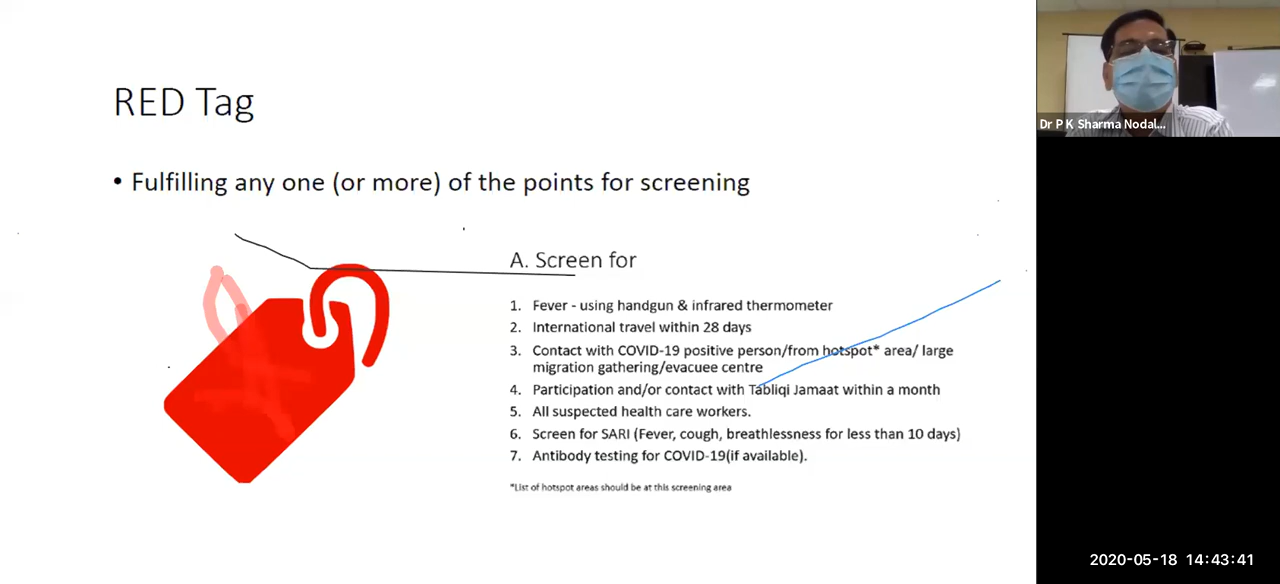 RED Tag
• Fulfilling any one (or more) of the points for screening
A. Screen for
1. Fever - using handgun & infrared thermometer
2. International travel within 28 days
3. Contact with COVID-19 positive person/from hotspot* area/ large
migration gathering/evacuee centre
4. Participation and/or contact with Tabliqi Jamaat within a month
5. All suspected health care workers.
6. Screen for SARI (Fever, cough, breathlessness for less than 10 days)
7. Antibody testing for COVID-19(if available).
*List of hotspot areas should be at this screening area
Dr P K Sharma Nodal...
2020-05-18 14:43:41